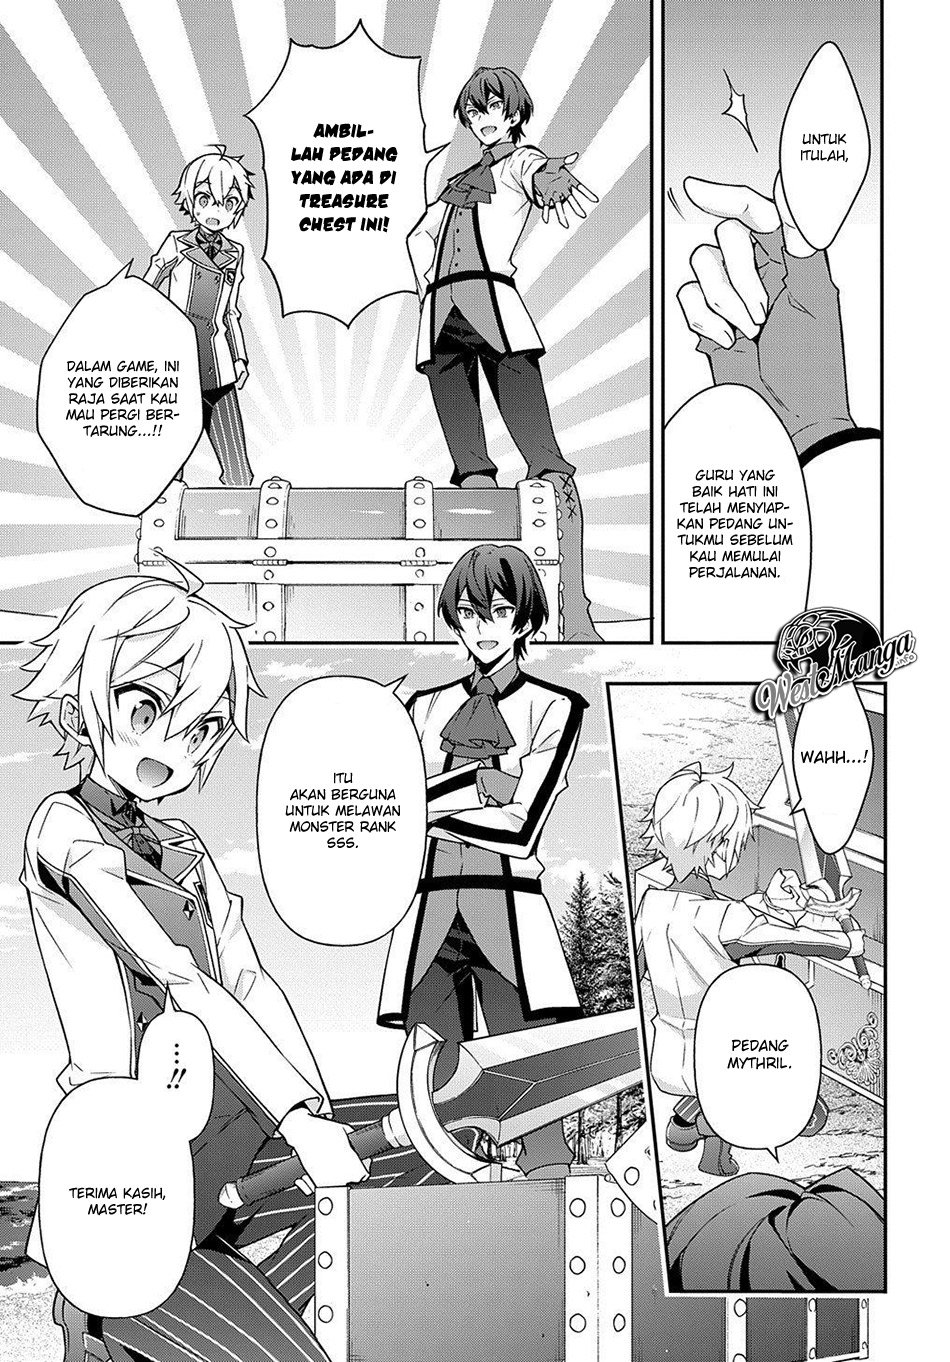 UNTUK
ITULAH,
GURU YANG
BAIK HATI INI
TELAH MENYIAP-
KAN PEDANG UN-
TUKMU SEBELUM
KAU MEMULAI
PERJALANAN.
AMBIL-
LAH PEDANG
YANG ADA DI
TREASURE
CHEST INI!
DALAM GAME, INI
YANG DIBERIKAN
RAJA SAAT KAU
MAU PERGI BER-
TARUNG...!!
WestManga
.INFO
WAHH...!
PEDANG
MYTHRIL.
ITU
AKAN BERGUNA
UNTUK MELAWAN
MONSTER RANK
SSS.
...!!
TERIMA KASIH,
MASTER!